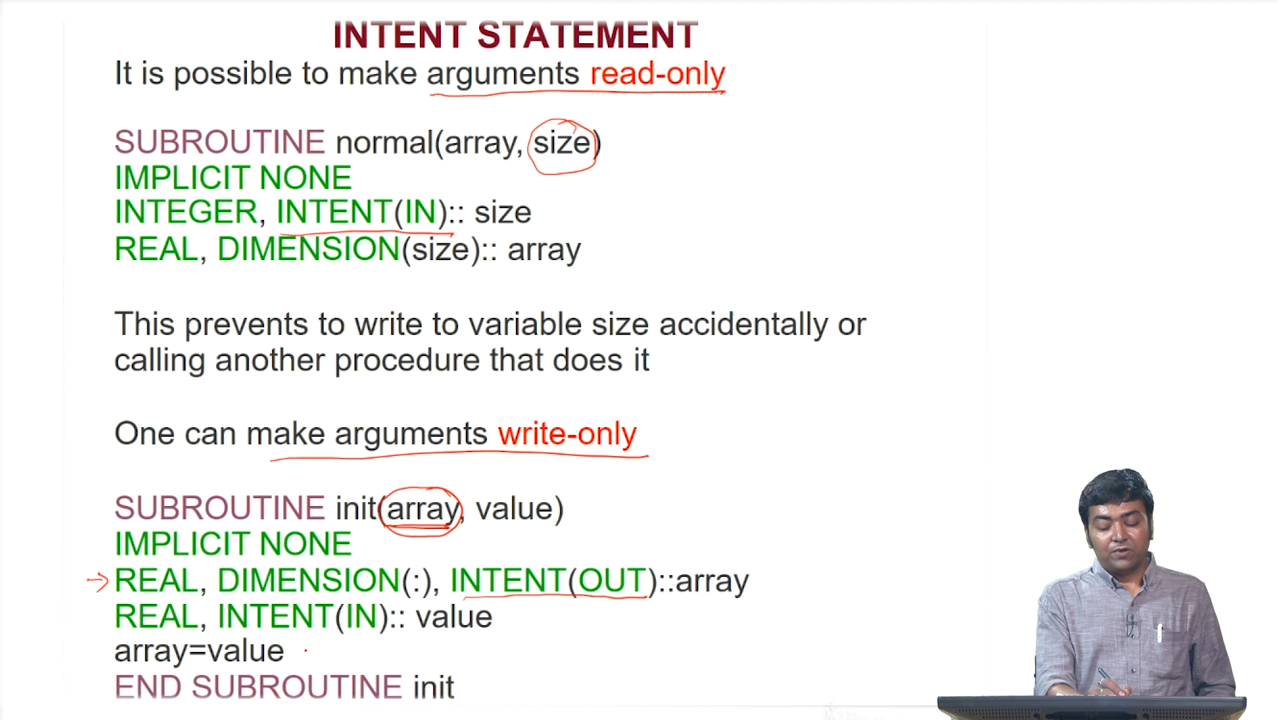 INTENT STATEMENT
It is possible to make arguments read-only
SUBROUTINE normal(array, size)
IMPLICIT NONE
INTEGER, INTENT(IN):: size
REAL, DIMENSION(size):: array
This prevents to write to variable size accidentally or
calling another procedure that does it
One can make arguments write-only
SUBROUTINE init(array, value)
IMPLICIT NONE
REAL, DIMENSION(:), INTENT(OUT)::array
REAL, INTENT(IN):: value
array=value
END SUBROUTINE init